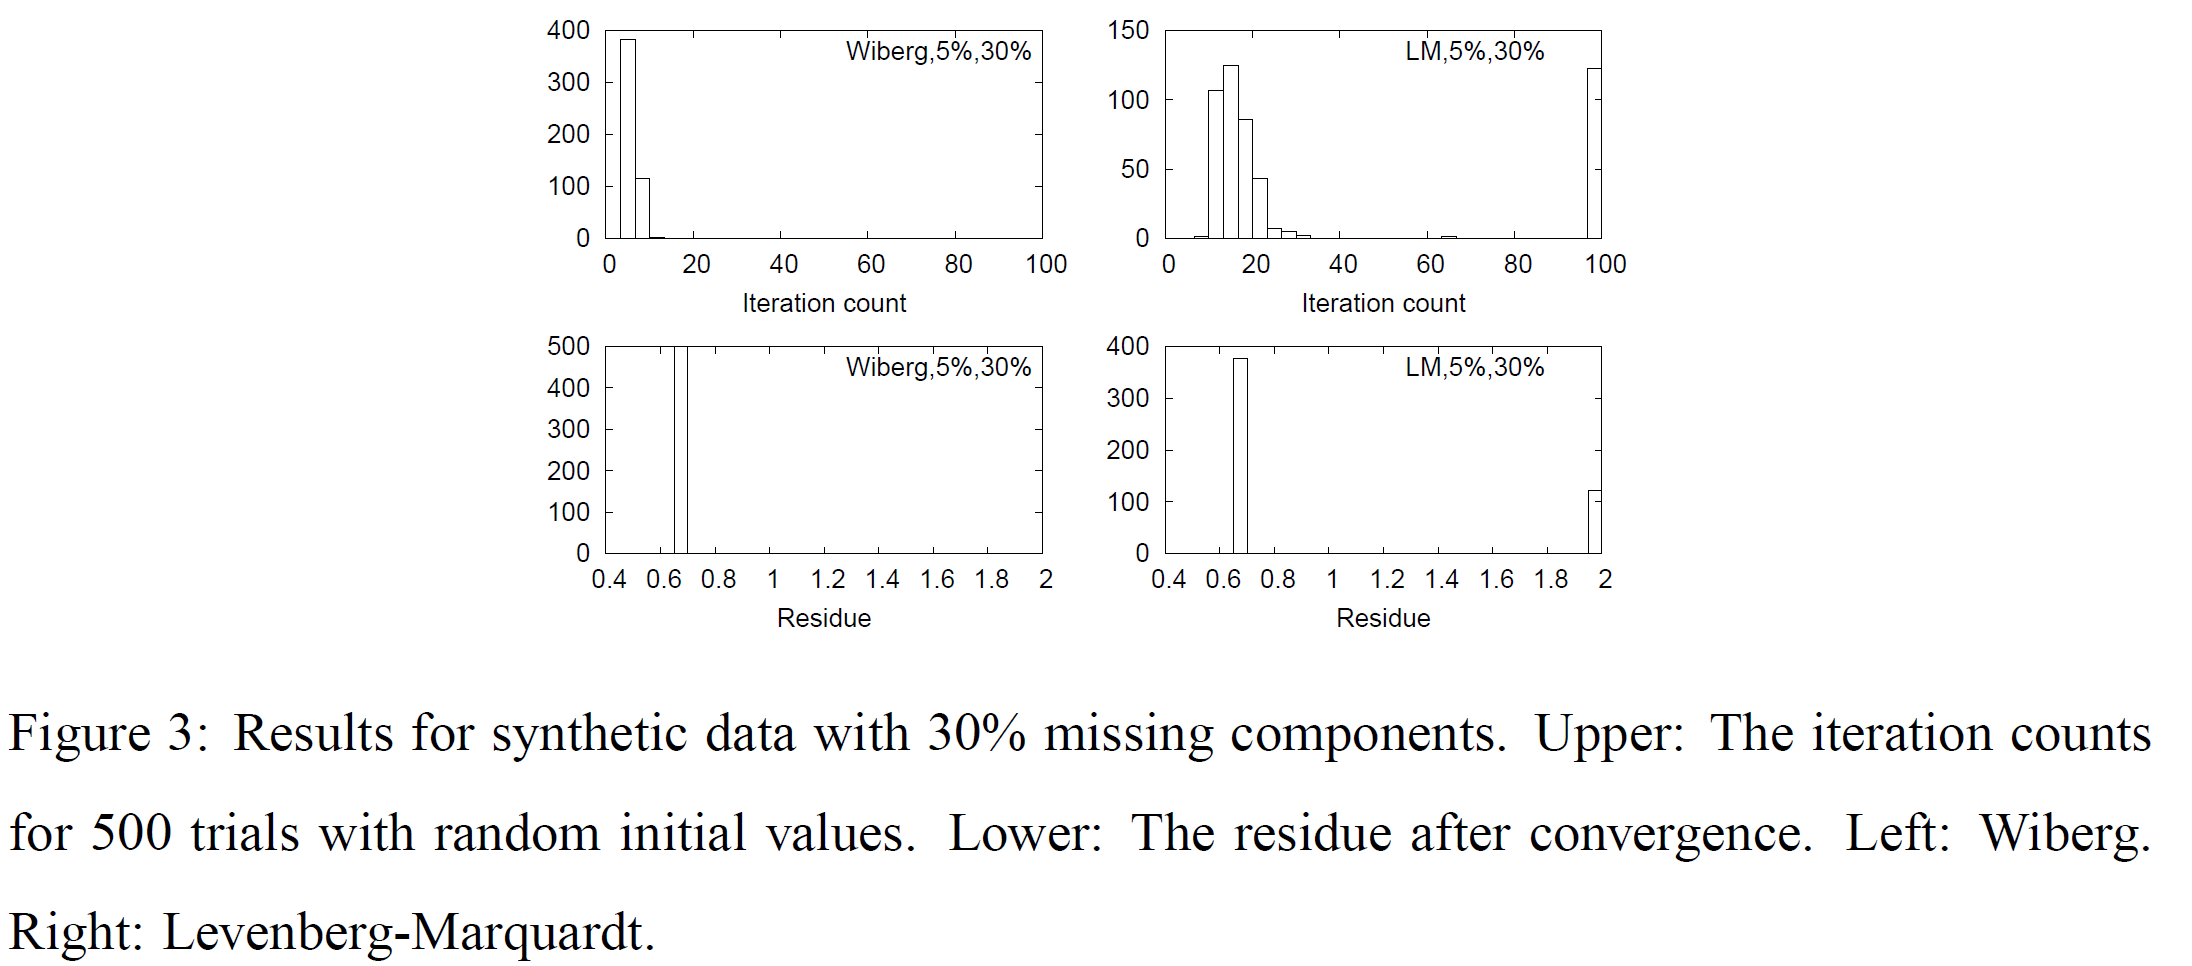 400
300
200
100
0
Wiberg,5%,30%
0 20 40 60 80 100
Iteration count
150
100
50
0
LM,5%,30%
0 20 40 60 80 100
Iteration count
500
400
300
200
100
0
Wiberg,5%,30%
0.4 0.6 0.8 1 1.2 1.4 1.6 1.8 2
Residue
400
300
200
100
0
LM,5%,30%
0.4 0.6 0.8 1 1.2 1.4 1.6 1.8 2
Residue
Figure 3: Results for synthetic data with 30% missing components. Upper: The iteration counts
for 500 trials with random initial values. Lower: The residue after convergence. Left: Wiberg.
Right: Levenberg-Marquardt.